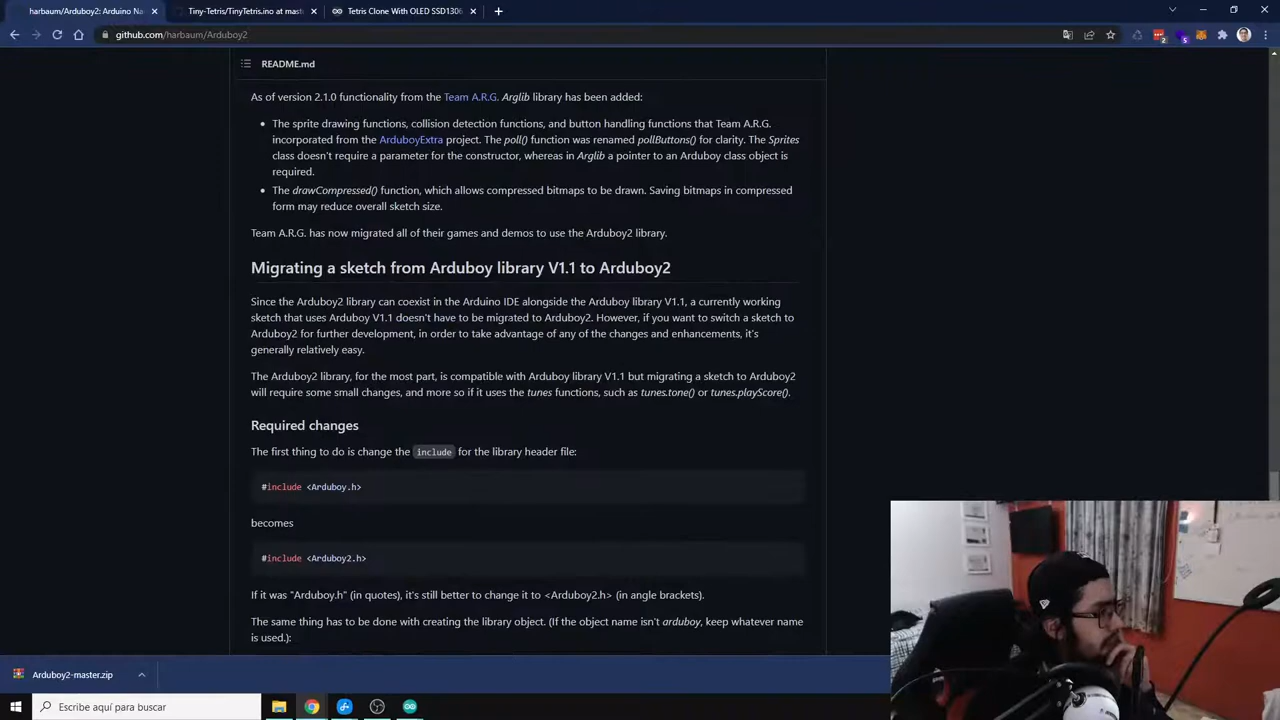 harbaum/Arduboy2: Arduino Na
Tiny-Tetris/TinyTetris.ino at mast
Tetris Clone With OLED SSD1306
github.com/harbaum/Arduboy2
README.md
As of version 2.1.0 functionality from the Team A.R.G. Arglib library has been added:
• The sprite drawing functions, collision detection functions, and button handling functions that Team A.R.G.
incorporated from the ArduboyExtra project. The poll() function was renamed pollButtons() for clarity. The Sprites
class doesn't require a parameter for the constructor, whereas in Arglib a pointer to an Arduboy class object is
required.
• The drawCompressed() function, which allows compressed bitmaps to be drawn. Saving bitmaps in compressed
form may reduce overall sketch size.
Team A.R.G. has now migrated all of their games and demos to use the Arduboy2 library.
Migrating a sketch from Arduboy library V1.1 to Arduboy2
Since the Arduboy2 library can coexist in the Arduino IDE alongside the Arduboy library V1.1, a currently working
sketch that uses Arduboy V1.1 doesn't have to be migrated to Arduboy2. However, if you want to switch a sketch to
Arduboy2 for further development, in order to take advantage of any of the changes and enhancements, it's
generally relatively easy.
The Arduboy2 library, for the most part, is compatible with Arduboy library V1.1 but migrating a sketch to Arduboy2
will require some small changes, and more so if it uses the tunes functions, such as tunes.tone() or tunes.playScore().
Required changes
The first thing to do is change the include for the library header file:
#include <Arduboy.h>
becomes
#include <Arduboy2.h>
If it was "Arduboy.h" (in quotes), it's still better to change it to <Arduboy2.h> (in angle brackets).
The same thing has to be done with creating the library object. (If the object name isn't arduboy, keep whatever name
is used.):
Arduboy2-master.zip
Escribe aquí para buscar